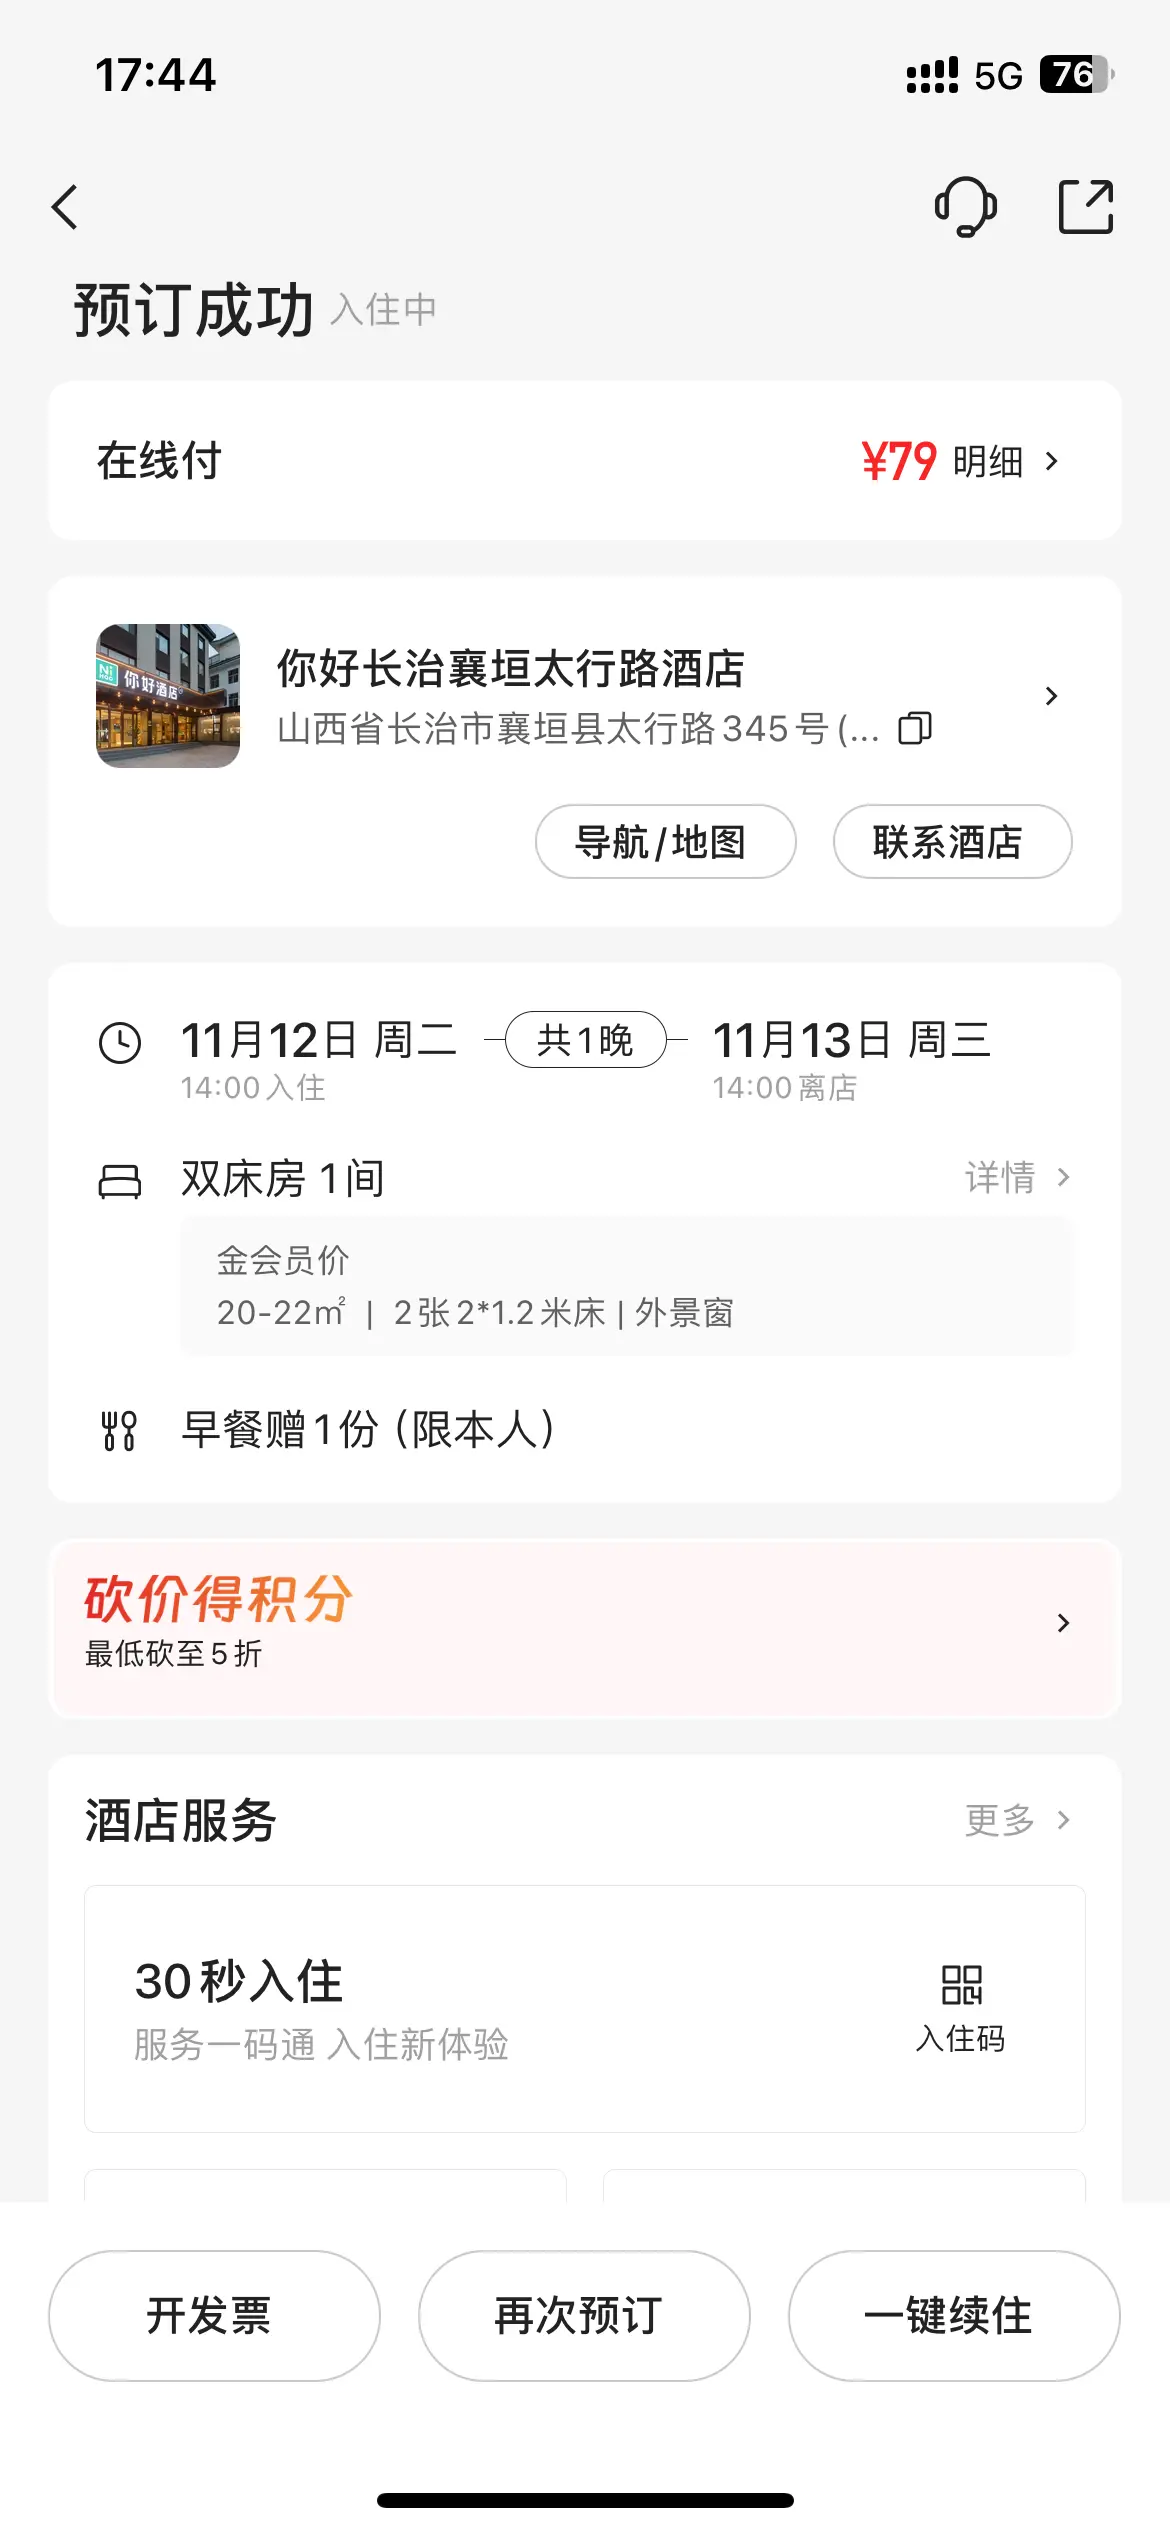 17:44
5G 76
预订成功 入住中
在线付 ¥79 明细
Ni HAO 你好酒店
你好长治襄垣太行路酒店
山西省长治市襄垣县太行路345号(...
导航/地图 联系酒店
11月12日 周二 共1晚 11月13日 周三
14:00入住 14:00离店
双床房 1间 详情
金会员价
20-22㎡ | 2张2*1.2米床 | 外景窗
早餐赠1份 (限本人)
砍价得积分
最低砍至5折
酒店服务 更多
30秒入住
服务一码通 入住新体验
入住码
开发票 再次预订 一键续住